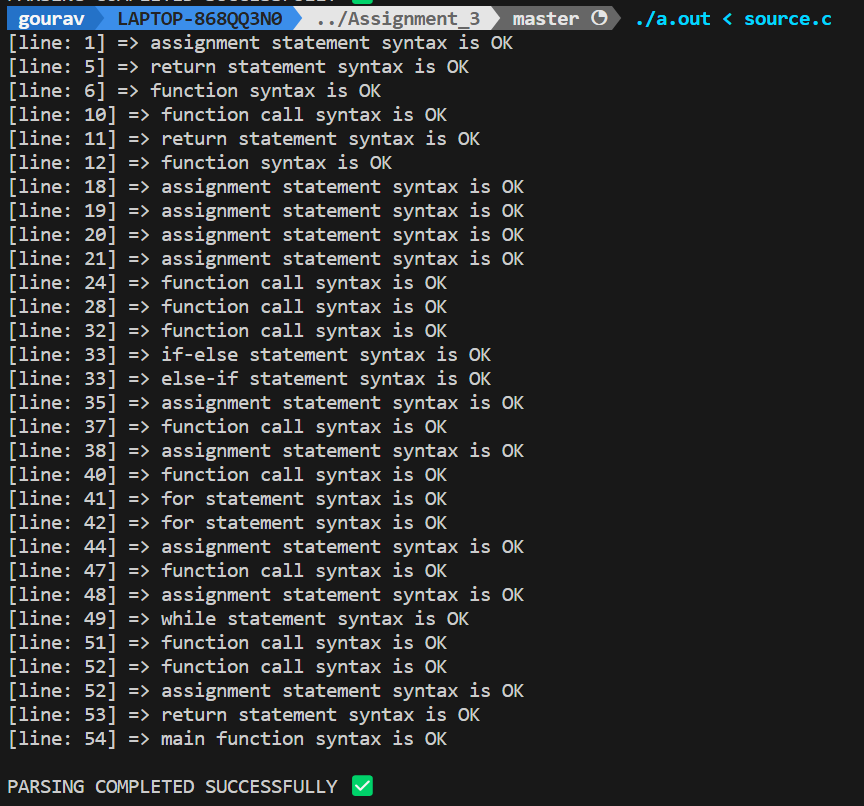 PARSING COMPLETED SUCCESSFULLY ✅
gourav LAPTOP-868QQ3N0 ../Assignment_3 master ./a.out < source.c
[line: 1] => assignment statement syntax is OK
[line: 5] => return statement syntax is OK
[line: 6] => function syntax is OK
[line: 10] => function call syntax is OK
[line: 11] => return statement syntax is OK
[line: 12] => function syntax is OK
[line: 18] => assignment statement syntax is OK
[line: 19] => assignment statement syntax is OK
[line: 20] => assignment statement syntax is OK
[line: 21] => assignment statement syntax is OK
[line: 24] => function call syntax is OK
[line: 28] => function call syntax is OK
[line: 32] => function call syntax is OK
[line: 33] => if-else statement syntax is OK
[line: 33] => else-if statement syntax is OK
[line: 35] => assignment statement syntax is OK
[line: 37] => function call syntax is OK
[line: 38] => assignment statement syntax is OK
[line: 40] => function call syntax is OK
[line: 41] => for statement syntax is OK
[line: 42] => for statement syntax is OK
[line: 44] => assignment statement syntax is OK
[line: 47] => function call syntax is OK
[line: 48] => assignment statement syntax is OK
[line: 49] => while statement syntax is OK
[line: 51] => function call syntax is OK
[line: 52] => function call syntax is OK
[line: 52] => assignment statement syntax is OK
[line: 53] => return statement syntax is OK
[line: 54] => main function syntax is OK
PARSING COMPLETED SUCCESSFULLY ✅